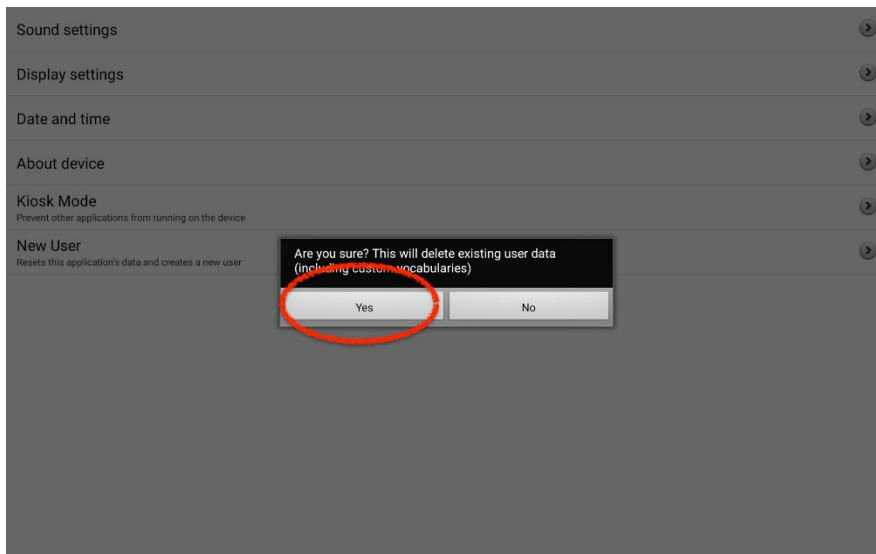 Sound settings
Display settings
Date and time
About device
Kiosk Mode
Prevent other applications from running on the device
New User
Resets this application's data and creates a new user
Are you sure? This will delete existing user data
(including custom vocabularies)
Yes
No